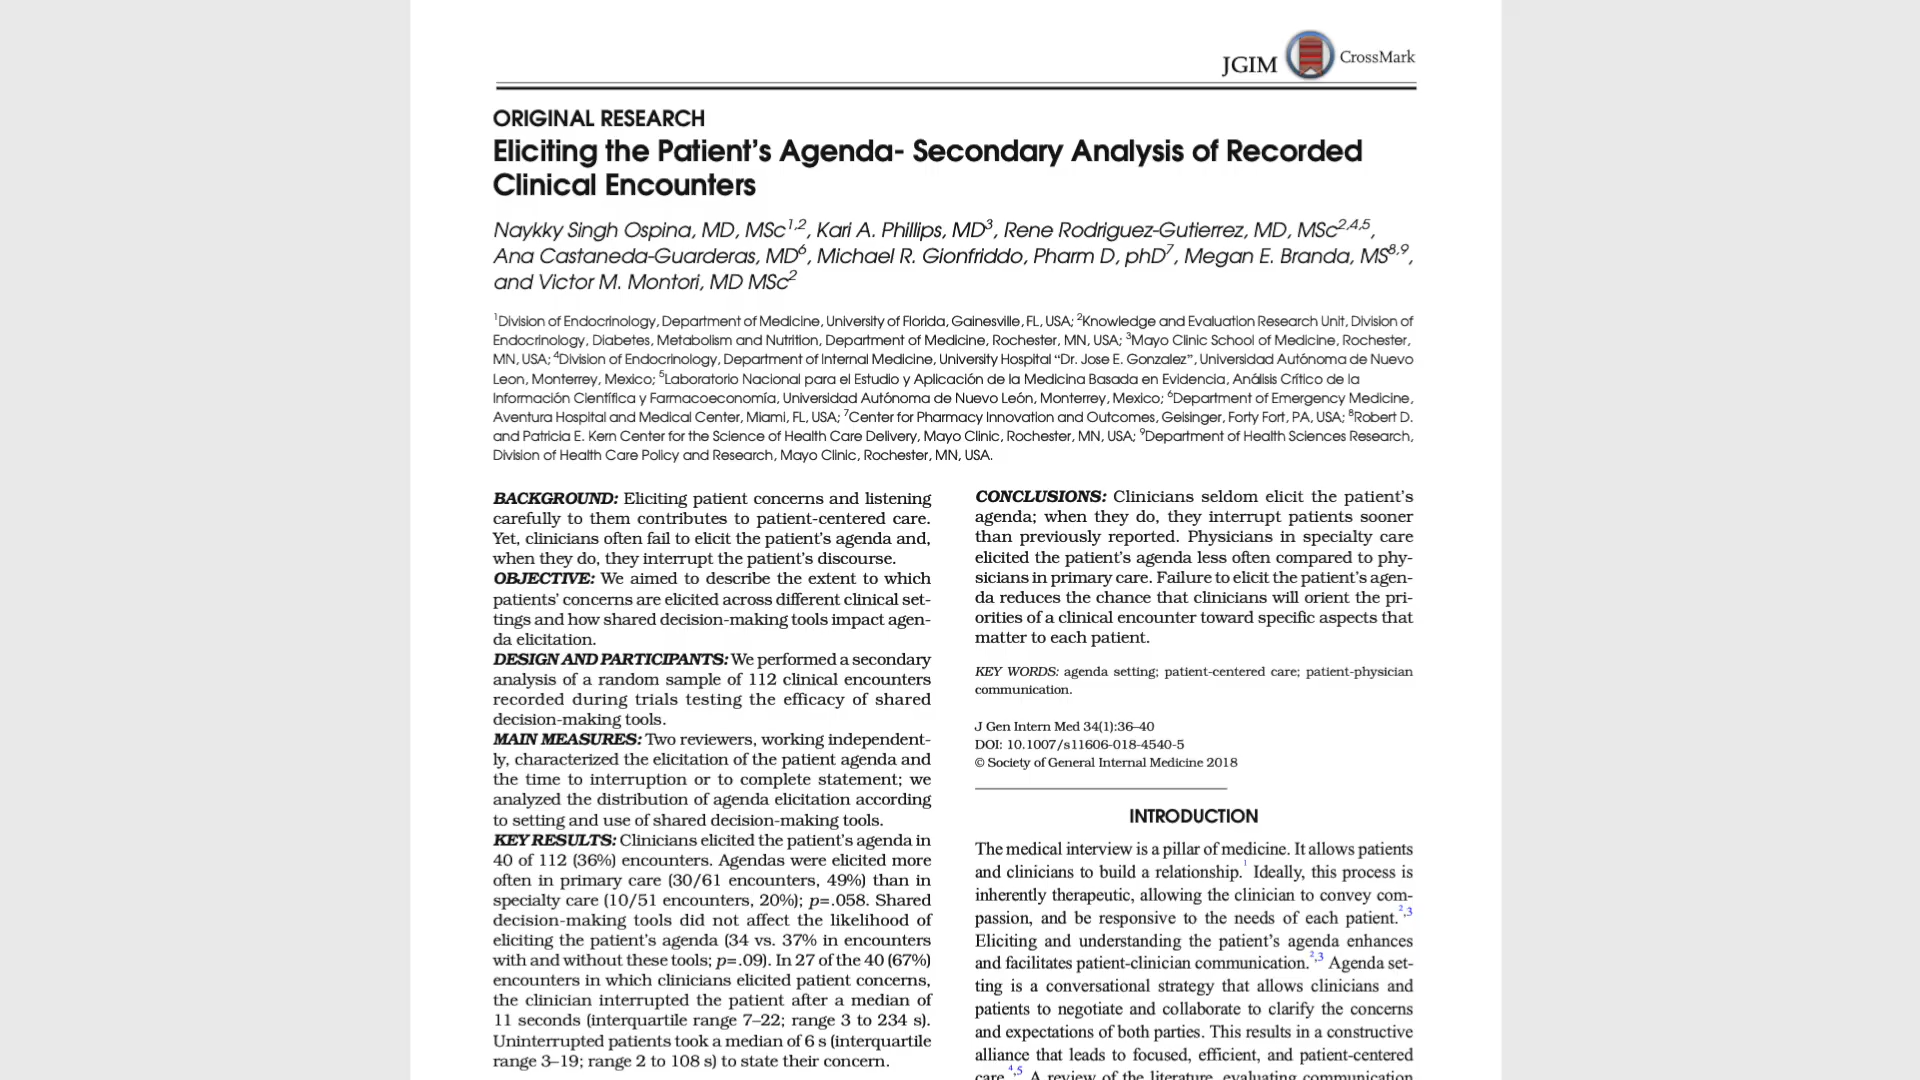 JGIM
CrossMark
ORIGINAL RESEARCH
Eliciting the Patient’s Agenda- Secondary Analysis of Recorded
Clinical Encounters
Naykky Singh Ospina, MD, MSc1,2, Kari A. Phillips, MD3, Rene Rodriguez-Gutierrez, MD, MSc2,4,5,
Ana Castaneda-Guarderas, MD6, Michael R. Gionfriddo, Pharm D, phD7, Megan E. Branda, MS8,9,
and Victor M. Montori, MD MSc2
1Division of Endocrinology, Department of Medicine, University of Florida, Gainesville, FL, USA; 2Knowledge and Evaluation Research Unit, Division of
Endocrinology, Diabetes, Metabolism and Nutrition, Department of Medicine, Rochester, MN, USA; 3Mayo Clinic School of Medicine, Rochester,
MN, USA; 4Division of Endocrinology, Department of Internal Medicine, University Hospital “Dr. Jose E. Gonzalez”, Universidad Autónoma de Nuevo
Leon, Monterrey, Mexico; 5Laboratorio Nacional para el Estudio y Aplicación de la Medicina Basada en Evidencia, Análisis Crítico de la
Información Científica y Farmacoeconomía, Universidad Autónoma de Nuevo León, Monterrey, Mexico; 6Department of Emergency Medicine,
Aventura Hospital and Medical Center, Miami, FL, USA; 7Center for Pharmacy Innovation and Outcomes, Geisinger, Forty Fort, PA, USA; 8Robert D.
and Patricia E. Kern Center for the Science of Health Care Delivery, Mayo Clinic, Rochester, MN, USA; 9Department of Health Sciences Research,
Division of Health Care Policy and Research, Mayo Clinic, Rochester, MN, USA.
BACKGROUND: Eliciting patient concerns and listening
carefully to them contributes to patient-centered care.
Yet, clinicians often fail to elicit the patient’s agenda and,
when they do, they interrupt the patient’s discourse.
OBJECTIVE: We aimed to describe the extent to which
patients’ concerns are elicited across different clinical set-
tings and how shared decision-making tools impact agen-
da elicitation.
DESIGN AND PARTICIPANTS: We performed a secondary
analysis of a random sample of 112 clinical encounters
recorded during trials testing the efficacy of shared
decision-making tools.
MAIN MEASURES: Two reviewers, working independent-
ly, characterized the elicitation of the patient agenda and
the time to interruption or to complete statement; we
analyzed the distribution of agenda elicitation according
to setting and use of shared decision-making tools.
KEY RESULTS: Clinicians elicited the patient’s agenda in
40 of 112 (36%) encounters. Agendas were elicited more
often in primary care (30/61 encounters, 49%) than in
specialty care (10/51 encounters, 20%); p=.058. Shared
decision-making tools did not affect the likelihood of
eliciting the patient’s agenda (34 vs. 37% in encounters
with and without these tools; p=.09). In 27 of the 40 (67%)
encounters in which clinicians elicited patient concerns,
the clinician interrupted the patient after a median of
11 seconds (interquartile range 7–22; range 3 to 234 s).
Uninterrupted patients took a median of 6 s (interquartile
range 3–19; range 2 to 108 s) to state their concern.
CONCLUSIONS: Clinicians seldom elicit the patient’s
agenda; when they do, they interrupt patients sooner
than previously reported. Physicians in specialty care
elicited the patient’s agenda less often compared to phy-
sicians in primary care. Failure to elicit the patient’s agen-
da reduces the chance that clinicians will orient the pri-
orities of a clinical encounter toward specific aspects that
matter to each patient.
KEY WORDS: agenda setting; patient-centered care; patient-physician
communication.
J Gen Intern Med 34(1):36–40
DOI: 10.1007/s11606-018-4540-5
© Society of General Internal Medicine 2018
INTRODUCTION
The medical interview is a pillar of medicine. It allows patients
and clinicians to build a relationship.1 Ideally, this process is
inherently therapeutic, allowing the clinician to convey com-
passion, and be responsive to the needs of each patient.2,3
Eliciting and understanding the patient’s agenda enhances
and facilitates patient-clinician communication.2,3 Agenda set-
ting is a conversational strategy that allows clinicians and
patients to negotiate and collaborate to clarify the concerns
and expectations of both parties. This results in a constructive
alliance that leads to focused, efficient, and patient-centered
care.4,5 A review of the literature, evaluating communication